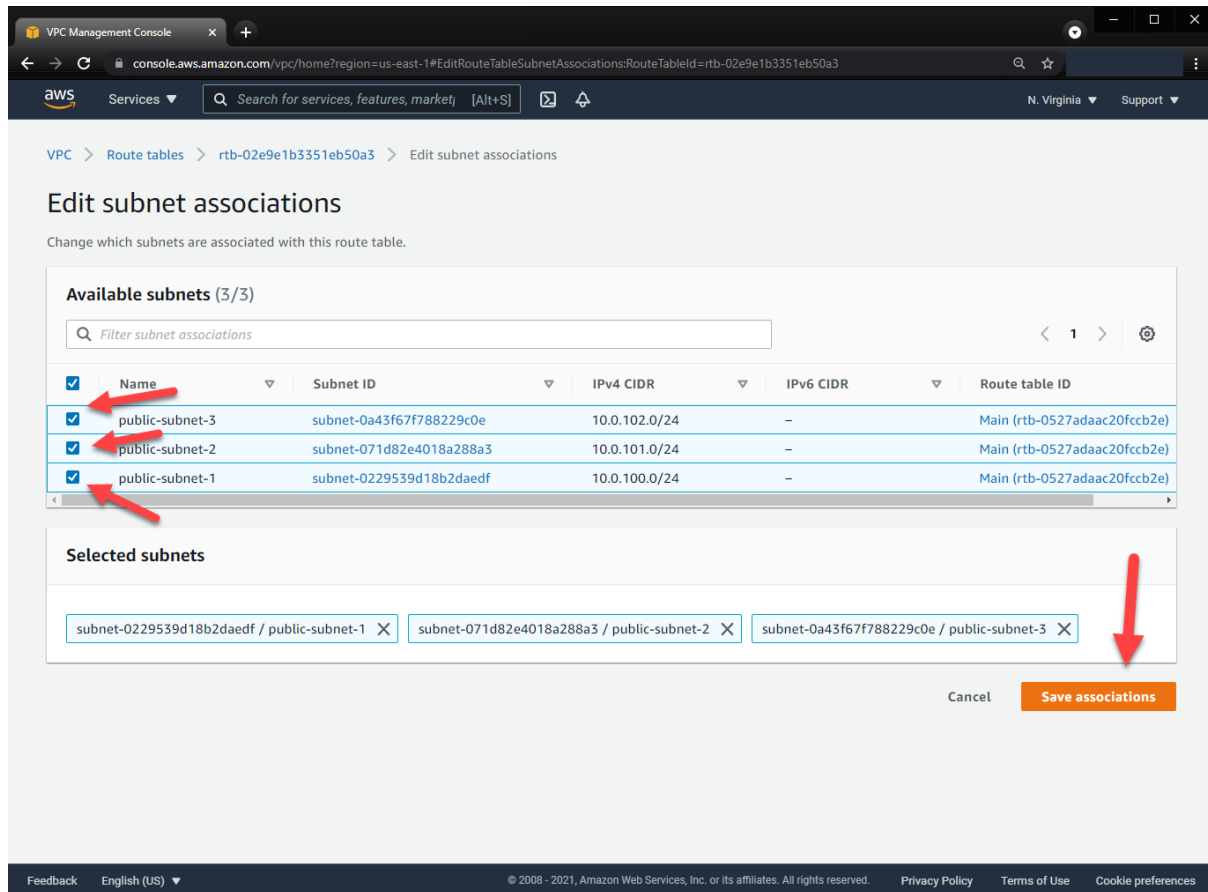 VPC Management Console
console.aws.amazon.com/vpc/home?region=us-east-1#EditRouteTableSubnetAssociations:RouteTableId=rtb-02e9e1b3351eb50a3
aws Services ▼ Search for services, features, market [Alt+S] N. Virginia ▼ Support ▼
VPC > Route tables > rtb-02e9e1b3351eb50a3 > Edit subnet associations
Edit subnet associations
Change which subnets are associated with this route table.
Available subnets (3/3)
Filter subnet associations < 1 >
Name Subnet ID IPv4 CIDR IPv6 CIDR Route table ID
public-subnet-3 subnet-0a43f67f788229c0e 10.0.102.0/24 – Main (rtb-0527adaac20fccb2e)
public-subnet-2 subnet-071d82e4018a288a3 10.0.101.0/24 – Main (rtb-0527adaac20fccb2e)
public-subnet-1 subnet-0229539d18b2daedf 10.0.100.0/24 – Main (rtb-0527adaac20fccb2e)
Selected subnets
subnet-0229539d18b2daedf / public-subnet-1 subnet-071d82e4018a288a3 / public-subnet-2 subnet-0a43f67f788229c0e / public-subnet-3
Cancel Save associations
Feedback English (US) ▼ © 2008 - 2021, Amazon Web Services, Inc. or its affiliates. All rights reserved. Privacy Policy Terms of Use Cookie preferences